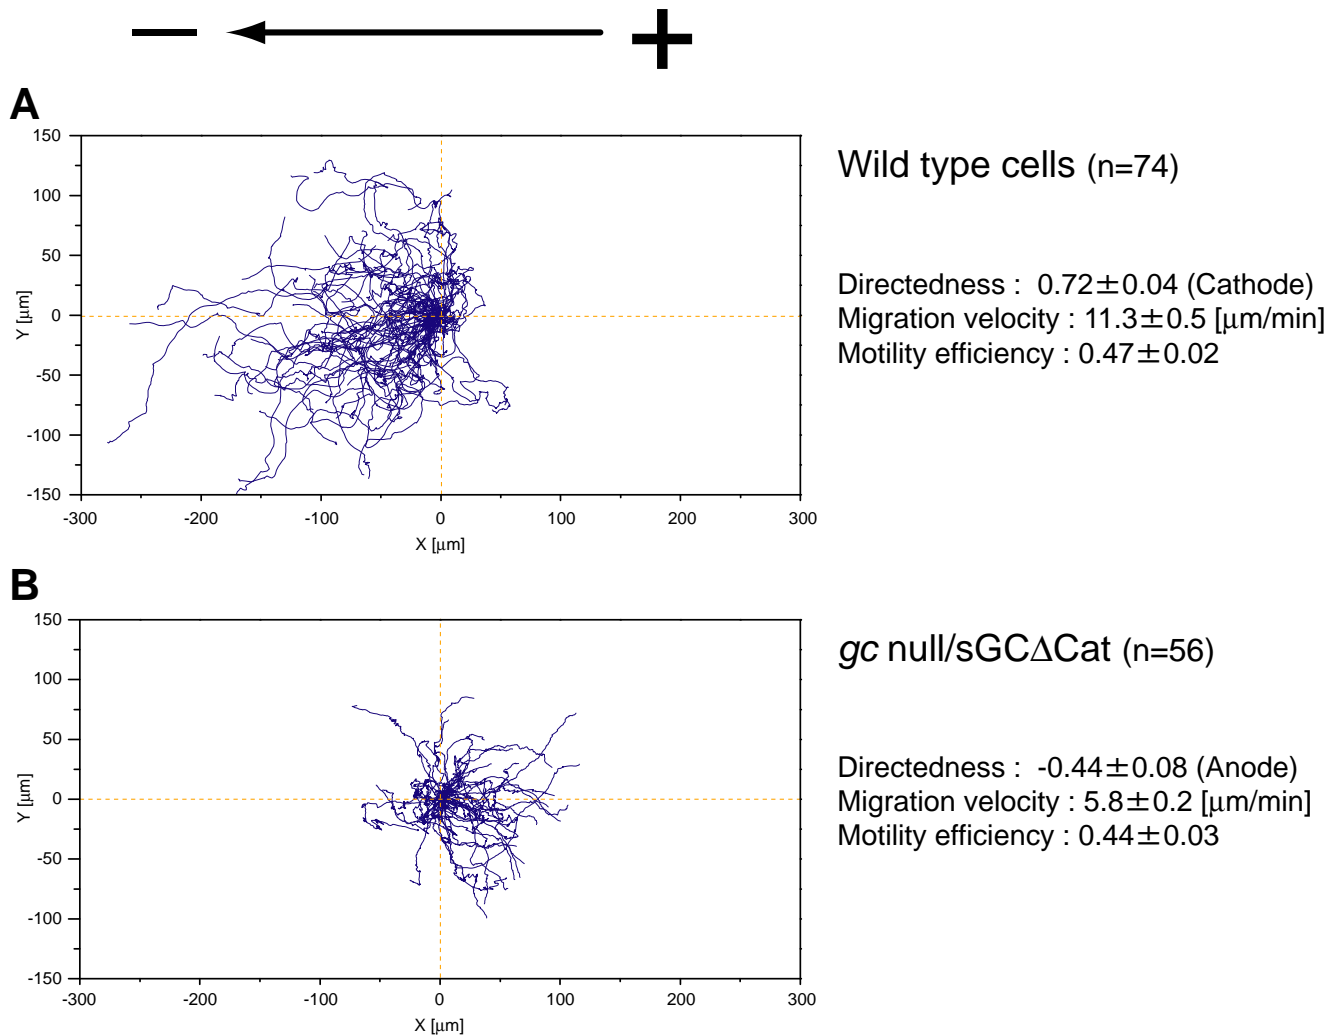 − +
A
150
100
50
0
-50
-100
-150
Y [μm]
-300 -200 -100 0 100 200 300
X [μm]
Wild type cells (n=74)
Directedness : 0.72±0.04 (Cathode)
Migration velocity : 11.3±0.5 [μm/min]
Motility efficiency : 0.47±0.02
B
150
100
50
0
-50
-100
-150
Y [μm]
-300 -200 -100 0 100 200 300
X [μm]
gc null/sGCΔCat (n=56)
Directedness : -0.44±0.08 (Anode)
Migration velocity : 5.8±0.2 [μm/min]
Motility efficiency : 0.44±0.03